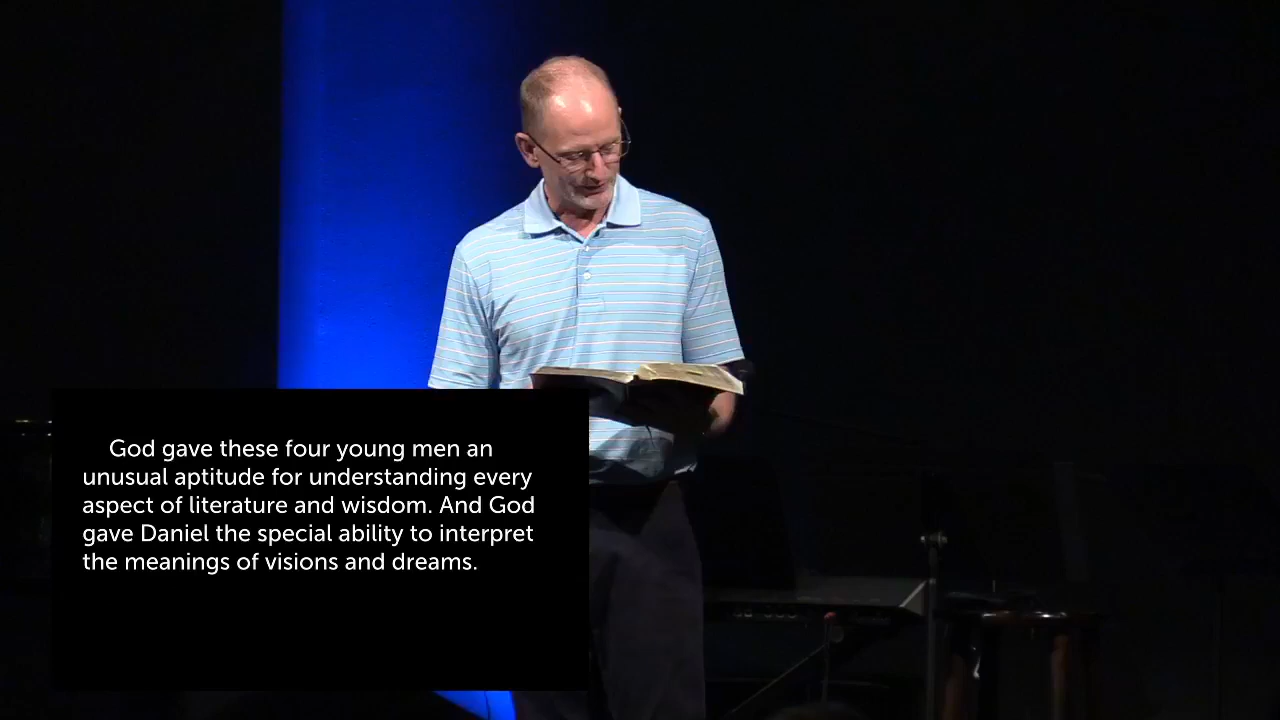 God gave these four young men an
unusual aptitude for understanding every
aspect of literature and wisdom. And God
gave Daniel the special ability to interpret
the meanings of visions and dreams.